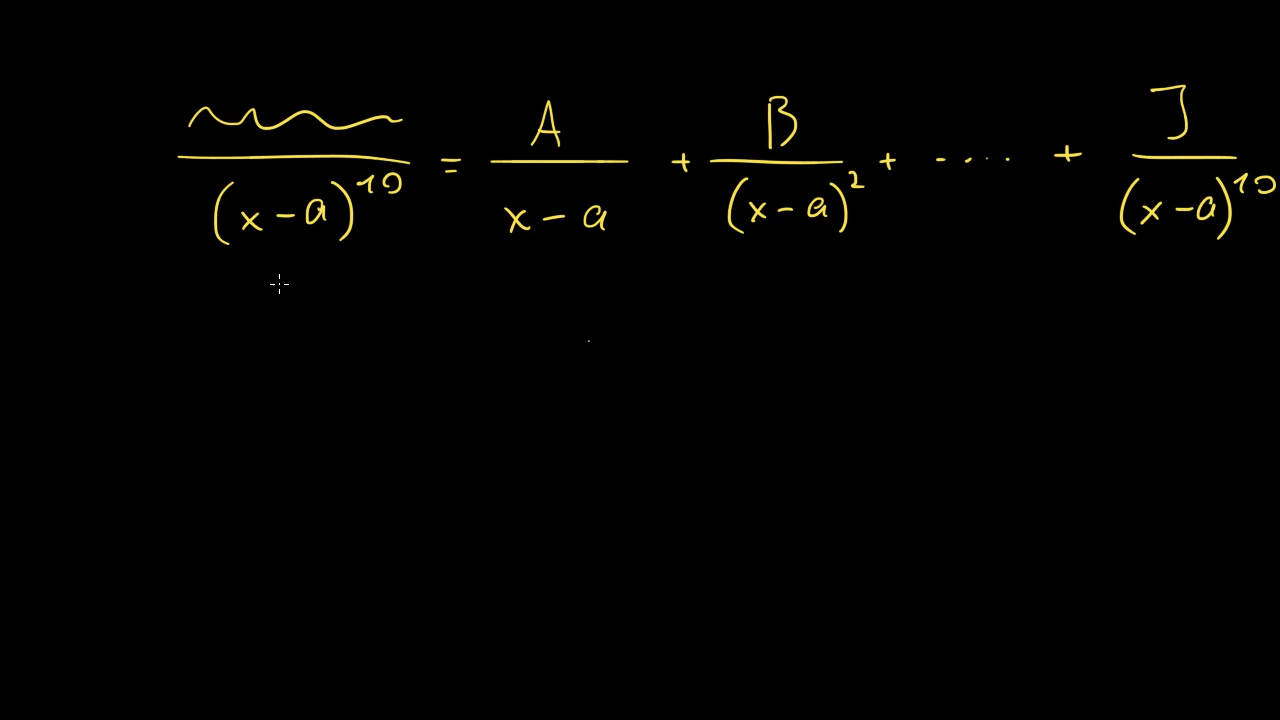 /(x-a)^10 = A/(x-a) + B/(x-a)^2 + ..... + J/(x-a)^10